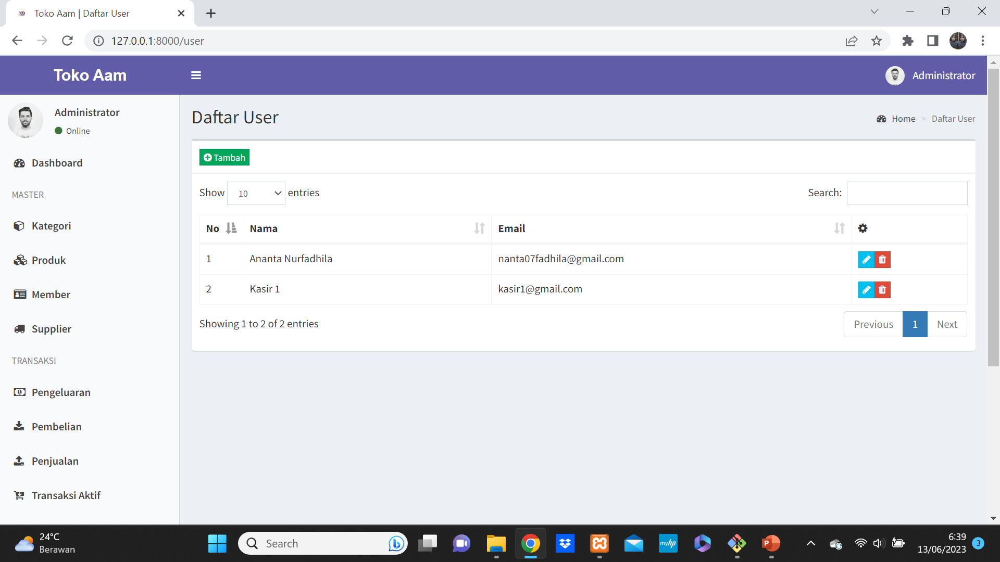 Toko Aam | Daftar User
127.0.0.1:8000/user
Toko Aam
Administrator
Administrator
Online
Daftar User
Home > Daftar User
Dashboard
MASTER
Kategori
Produk
Member
Supplier
TRANSAKSI
Pengeluaran
Pembelian
Penjualan
Transaksi Aktif
Tambah
Show 10 entries
Search:
No Nama Email
1 Ananta Nurfadhila nanta07fadhila@gmail.com
2 Kasir 1 kasir1@gmail.com
Showing 1 to 2 of 2 entries
Previous 1 Next
24°C
Berawan
Search
myhp
P
6:39
13/06/2023
3